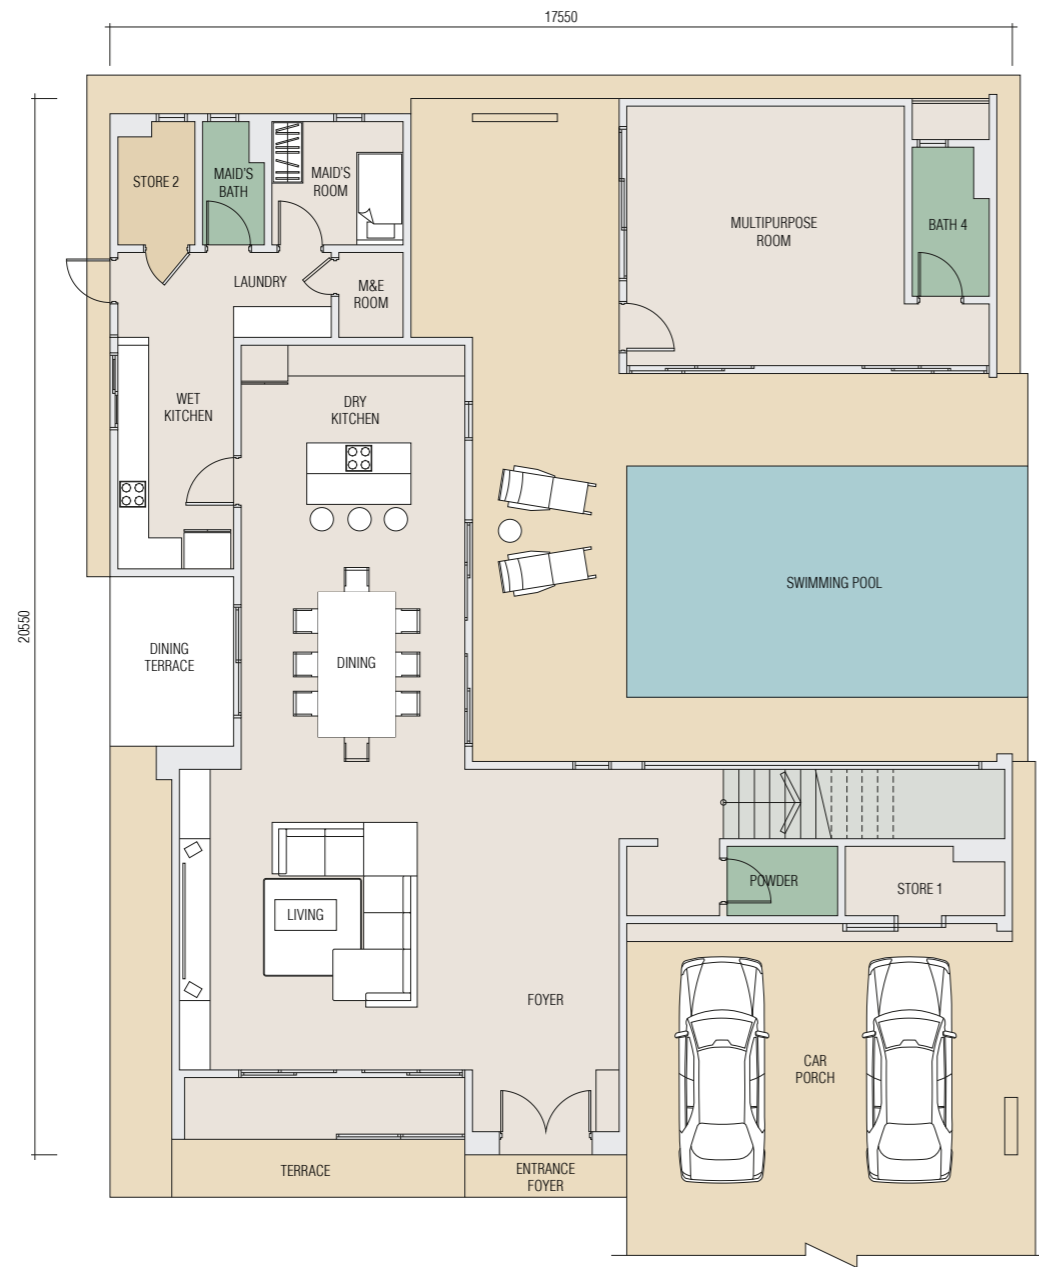 17550
STORE 2
MAID'S
BATH
MAID'S
ROOM
MULTIPURPOSE
ROOM
BATH 4
LAUNDRY
M&E
ROOM
WET
KITCHEN
DRY
KITCHEN
SWIMMING POOL
20550
DINING
TERRACE
DINING
POWDER
STORE 1
LIVING
FOYER
CAR
PORCH
TERRACE
ENTRANCE
FOYER